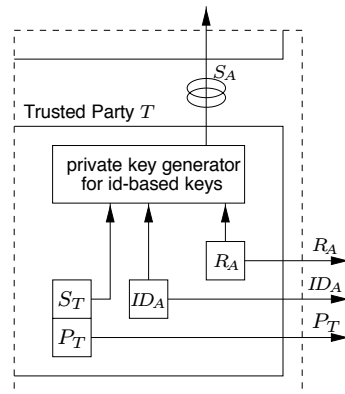 S_A
Trusted Party T
private key generator
for id-based keys
R_A
R_A
ID_A
S_T
ID_A
P_T
P_T